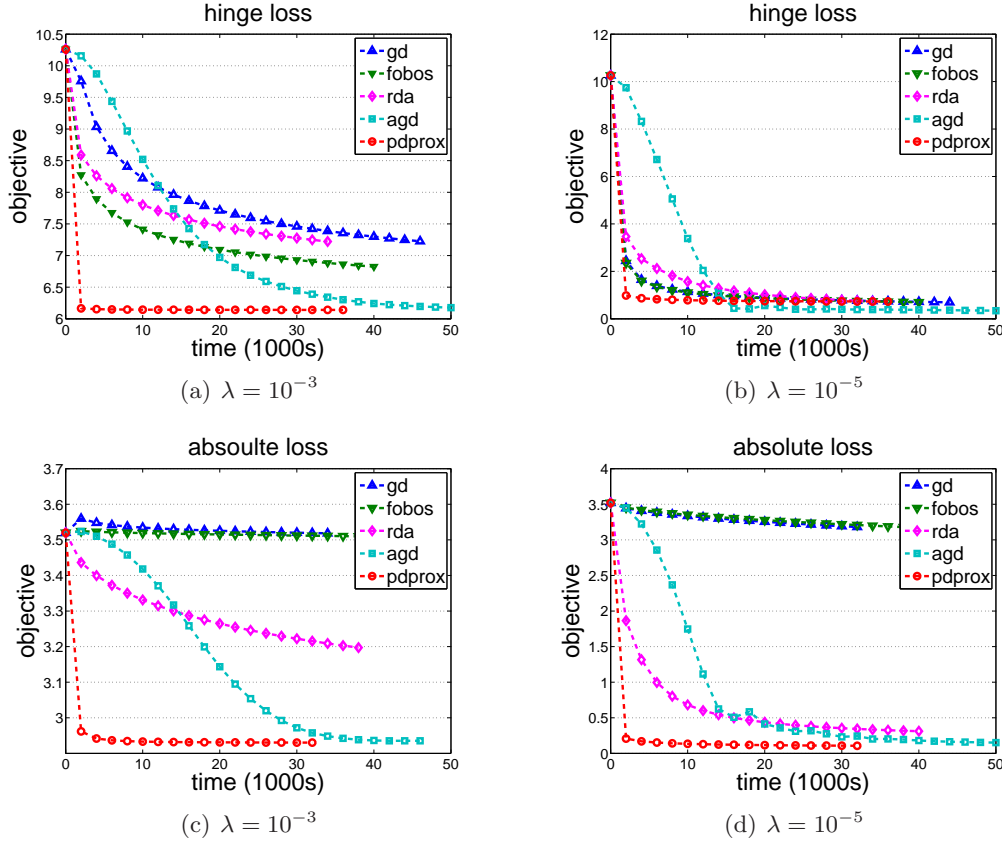 hinge loss
10.5
10
9.5
9
8.5
8
7.5
7
6.5
6
objective
gd
fobos
rda
agd
pdprox
0 10 20 30 40 50
time (1000s)
(a) λ = 10⁻³
hinge loss
12
10
8
6
4
2
0
objective
gd
fobos
rda
agd
pdprox
0 10 20 30 40 50
time (1000s)
(b) λ = 10⁻⁵
absoulte loss
3.7
3.6
3.5
3.4
3.3
3.2
3.1
3
objective
gd
fobos
rda
agd
pdprox
0 10 20 30 40 50
time (1000s)
(c) λ = 10⁻³
absolute loss
4
3.5
3
2.5
2
1.5
1
0.5
0
objective
gd
fobos
rda
agd
pdprox
0 10 20 30 40 50
time (1000s)
(d) λ = 10⁻⁵